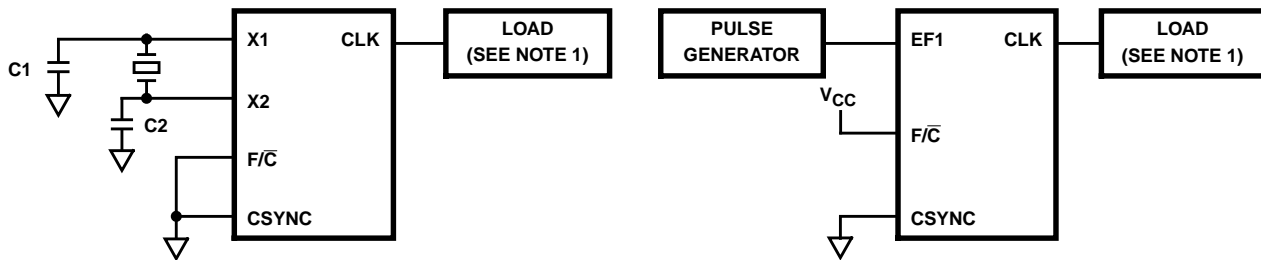 X1
CLK
LOAD
(SEE NOTE 1)
C1
X2
C2
F/C̅
CSYNC
PULSE
GENERATOR
EF1
CLK
LOAD
(SEE NOTE 1)
VCC
F/C̅
CSYNC